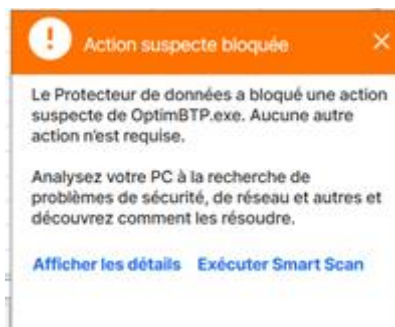 Action suspecte bloquée
Le Protecteur de données a bloqué une action
suspecte de OptimBTP.exe. Aucune autre
action n'est requise.
Analysez votre PC à la recherche de
problèmes de sécurité, de réseau et autres et
découvrez comment les résoudre.
Afficher les détails Exécuter Smart Scan